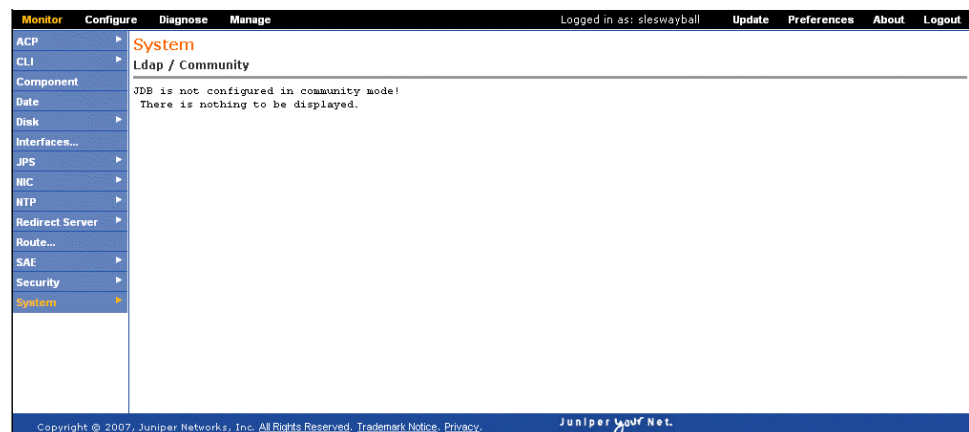 Monitor Configure Diagnose Manage Logged in as: sleswayball Update Preferences About Logout
ACP
CLI
Component
Date
Disk
Interfaces...
JPS
NIC
NTP
Redirect Server
Route...
SAE
Security
System
System
Ldap / Community
JDB is not configured in community mode!
There is nothing to be displayed.
Copyright © 2007, Juniper Networks, Inc. All Rights Reserved. Trademark Notice. Privacy.
Juniper your Net.